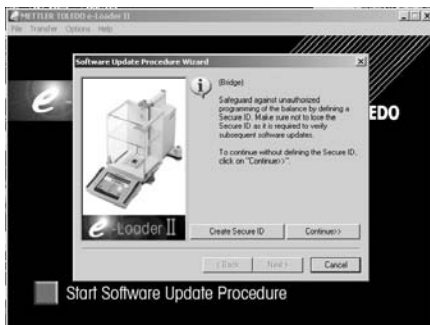 METTLER TOLEDO e-Loader II
File Transfer Options Help
Software Update Procedure Wizard
(Bridge)
Safeguard against unauthorized
programming of the balance by defining a
Secure ID. Make sure not to lose the
Secure ID as it is required to verify
subsequent software updates.
To continue without defining the Secure ID,
click on "Continue>>".
e
EDO
e-Loader II
Create Secure ID
Continue>>
< Back
Next >
Cancel
Start Software Update Procedure